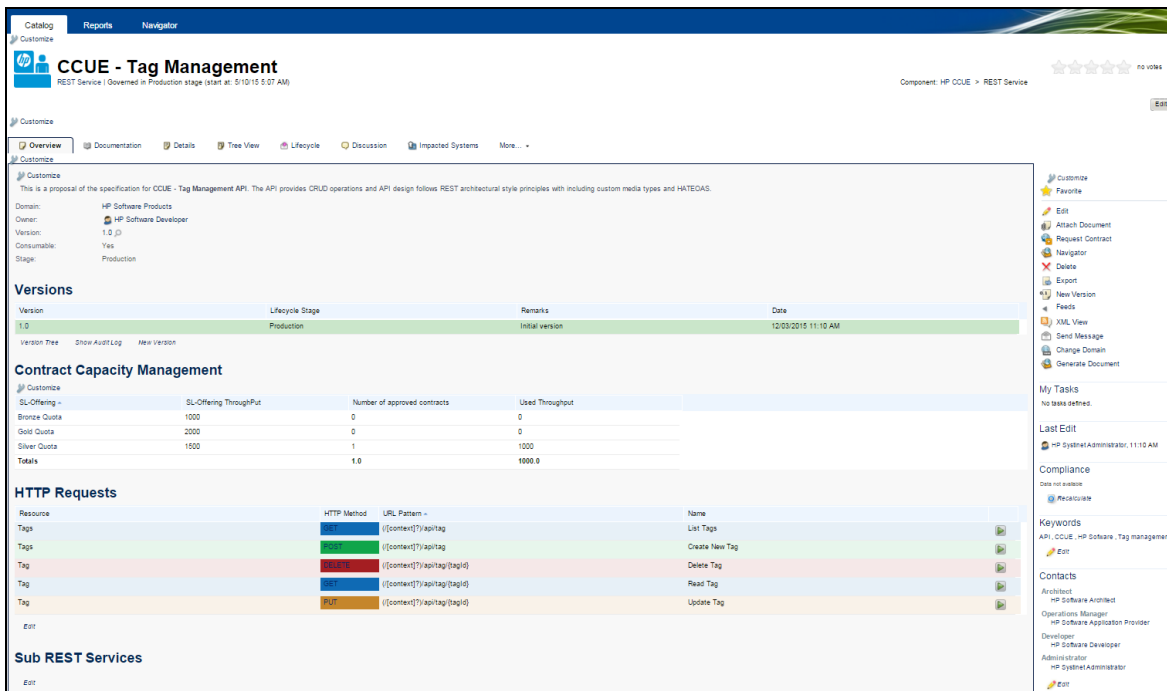 Catalog Reports Navigator
Customize
hp
CCUE - Tag Management
REST Service | Governed in Production stage (start at: 5/10/15 5:07 AM)
Component: HP CCUE > REST Service
no votes
Edit
Customize
Overview Documentation Details Tree View Lifecycle Discussion Impacted Systems More...
Customize
Customize
This is a proposal of the specification for CCUE - Tag Management API. The API provides CRUD operations and API design follows REST architectural style principles with including custom media types and HATEOAS.
Domain: HP Software Products
Owner: HP Software Developer
Version: 1.0
Consumable: Yes
Stage: Production
Versions
Version Lifecycle Stage Remarks Date
1.0 Production Initial version 12/03/2015 11:10 AM
Version Tree Show Audit Log New Version
Contract Capacity Management
Customize
SL-Offering SL-Offering ThroughPut Number of approved contracts Used Throughput
Bronze Quota 1000 0 0
Gold Quota 2000 0 0
Silver Quota 1500 1 1000
Totals 1.0 1000.0
HTTP Requests
Resource HTTP Method URL Pattern Name
Tags GET (/[context]?)/api/tag List Tags
Tags POST (/[context]?)/api/tag Create New Tag
Tag DELETE (/[context]?)/api/tag/{tagId} Delete Tag
Tag GET (/[context]?)/api/tag/{tagId} Read Tag
Tag PUT (/[context]?)/api/tag/{tagId} Update Tag
Edit
Sub REST Services
Edit
Customize
Favorite
Edit
Attach Document
Request Contract
Navigator
Delete
Export
New Version
Feeds
XML View
Send Message
Change Domain
Generate Document
My Tasks
No tasks defined.
Last Edit
HP Systinet Administrator, 11:10 AM
Compliance
Data not available
Recalculate
Keywords
API , CCUE , HP Sofware , Tag managemen
Edit
Contacts
Architect
HP Software Architect
Operations Manager
HP Software Application Provider
Developer
HP Software Developer
Administrator
HP Systinet Administrator
Edit